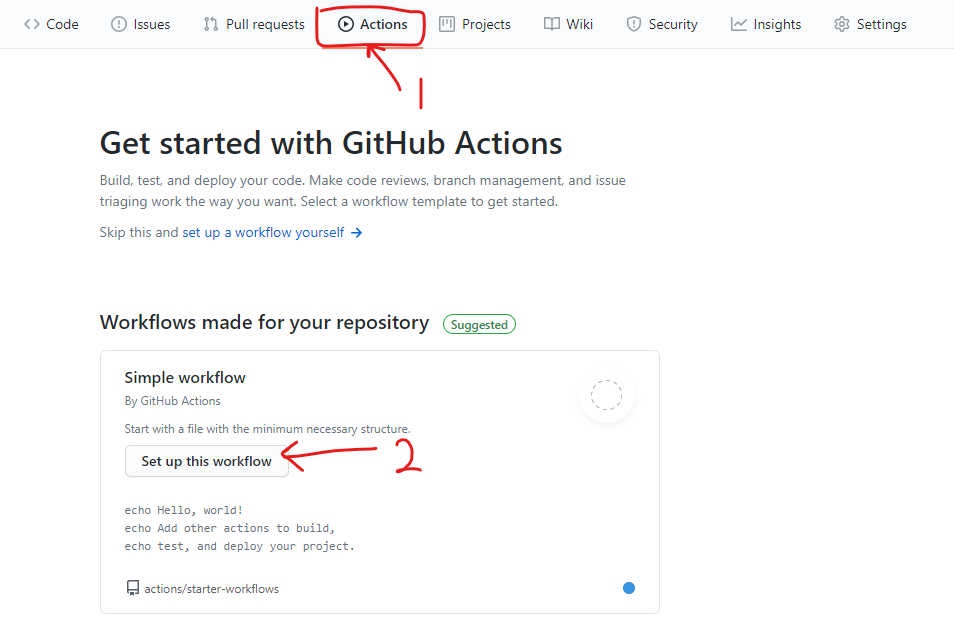 Code Issues Pull requests Actions Projects Wiki Security Insights Settings
1
Get started with GitHub Actions
Build, test, and deploy your code. Make code reviews, branch management, and issue
triaging work the way you want. Select a workflow template to get started.
Skip this and set up a workflow yourself →
Workflows made for your repository Suggested
Simple workflow
By GitHub Actions
Start with a file with the minimum necessary structure.
Set up this workflow 2
echo Hello, world!
echo Add other actions to build,
echo test, and deploy your project.
actions/starter-workflows